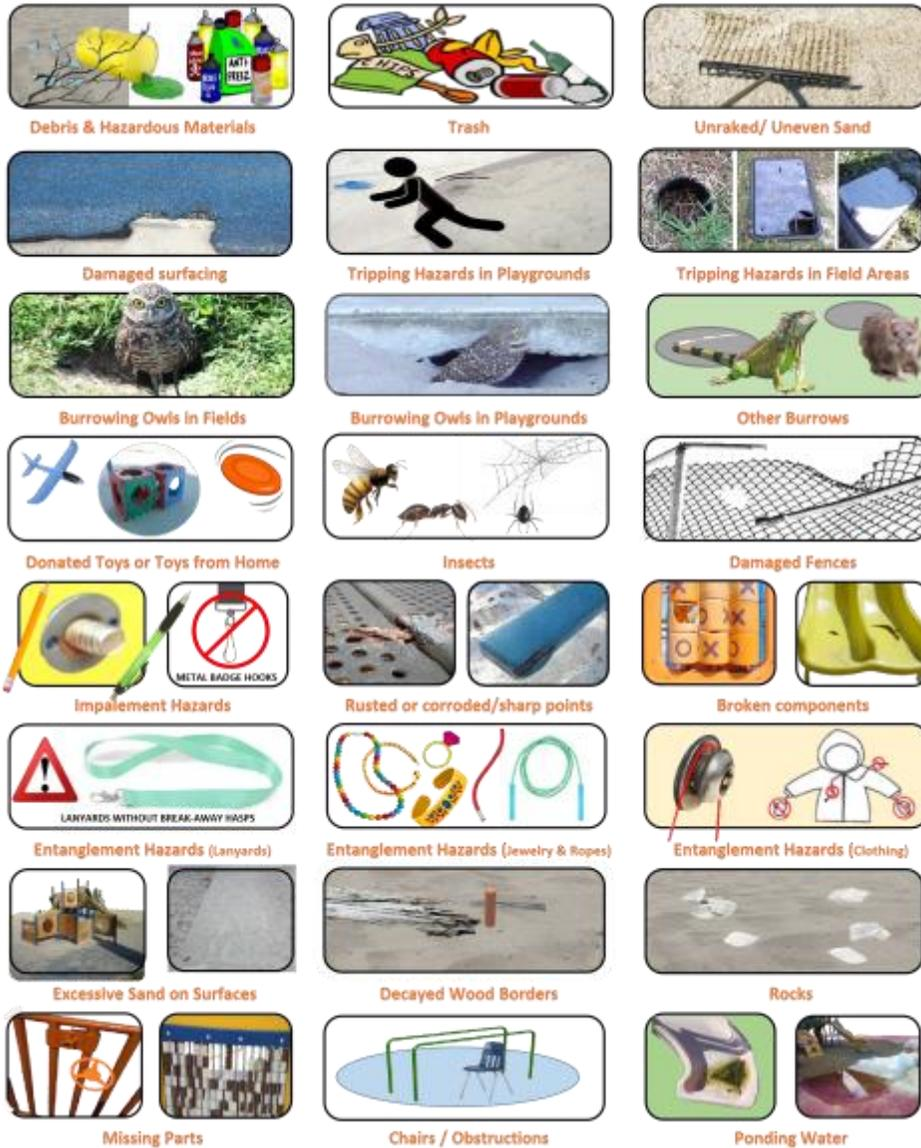 ANTI
FREEZ.
CHIPS
Debris & Hazardous Materials
Trash
Unraked/ Uneven Sand
Damaged surfacing
Tripping Hazards in Playgrounds
Tripping Hazards in Field Areas
Burrowing Owls in Fields
Burrowing Owls in Playgrounds
Other Burrows
Donated Toys or Toys from Home
Insects
Damaged Fences
METAL BADGE HOOKS
Impalement Hazards
Rusted or corroded/sharp points
Broken components
LANYARDS WITHOUT BREAK-AWAY HASPS
Entanglement Hazards (Lanyards)
Entanglement Hazards (Jewelry & Ropes)
Entanglement Hazards (Clothing)
Excessive Sand on Surfaces
Decayed Wood Borders
Rocks
Missing Parts
Chairs / Obstructions
Ponding Water